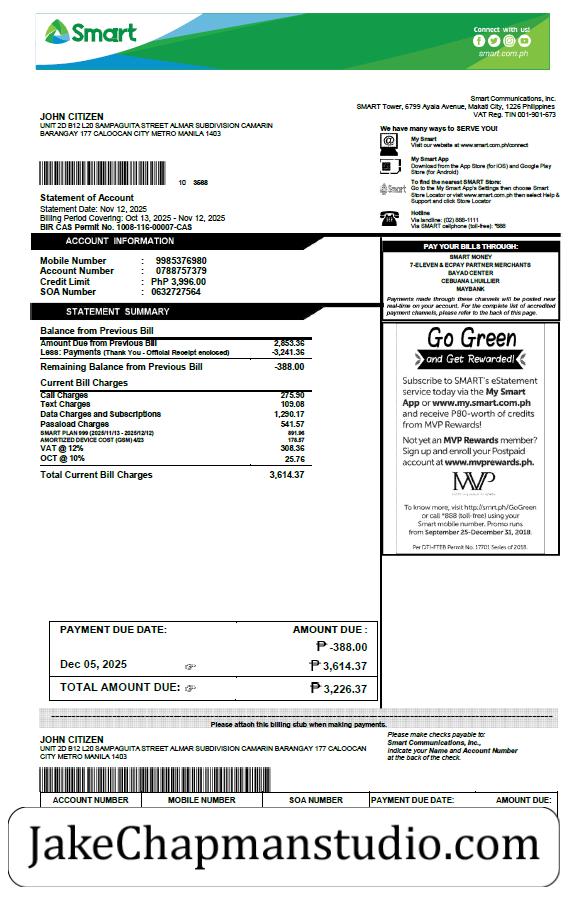 Smart
Connect with us!
smart.com.ph
Smart Communications, Inc.
SMART Tower, 6799 Ayala Avenue, Makati City, 1226 Philippines
VAT Reg. TIN 001-901-673
JOHN CITIZEN
UNIT 2D B12 L20 SAMPAGUITA STREET ALMAR SUBDIVISION CAMARIN
BARANGAY 177 CALOOCAN CITY METRO MANILA 1403
We have many ways to SERVE YOU!
My Smart
Visit our website at www.smart.com.ph/connect
My Smart App
Download from the App Store (for iOS) and Google Play
Store (for Android)
To find the nearest SMART Store:
Go to the My Smart App's Settings then choose Smart
Store Locator or visit www.smart.com.ph then select Help &
Support and click Store Locator
Smart
Hotline
Via landline: (02) 888-1111
Via SMART cellphone (toll-free): *888
10 3588
Statement of Account
Statement Date: Nov 12, 2025
Billing Period Covering: Oct 13, 2025 - Nov 12, 2025
BIR CAS Permit No. 1008-116-00007-CAS
ACCOUNT INFORMATION
Mobile Number : 9985376980
Account Number : 0788757379
Credit Limit : PhP 3,996.00
SOA Number : 0632727564
PAY YOUR BILLS THROUGH:
SMART MONEY
7-ELEVEN & ECPAY PARTNER MERCHANTS
BAYAD CENTER
CEBUANA LHUILLIER
MAYBANK
Payments made through these channels will be posted near
real-time on your account. For the complete list of accredited
payment channels, please refer to the back of this page.
STATEMENT SUMMARY
Balance from Previous Bill
Amount Due from Previous Bill 2,853.36
Less: Payments (Thank You - Official Receipt enclosed) -3,241.36
Remaining Balance from Previous Bill -388.00
Current Bill Charges
Call Charges 275.90
Text Charges 109.08
Data Charges and Subscriptions 1,290.17
Pasaload Charges 541.57
SMART PLAN 999 (2025/11/13 - 2025/12/12) 891.96
AMORTIZED DEVICE COST (GSM) 4/23 178.57
VAT @ 12% 308.36
OCT @ 10% 25.76
Total Current Bill Charges 3,614.37
Go Green
and Get Rewarded!
Subscribe to SMART's eStatement
service today via the My Smart
App or www.my.smart.com.ph
and receive P80-worth of credits
from MVP Rewards!
Not yet an MVP Rewards member?
Sign up and enroll your Postpaid
account at www.mvprewards.ph.
MVP
To know more, visit http://smrt.ph/GoGreen
or call *888 (toll-free) using your
Smart mobile number. Promo runs
from September 25-December 31, 2018.
Per DTI-FTEB Permit No. 17701 Series of 2018.
PAYMENT DUE DATE: AMOUNT DUE :
₱ -388.00
Dec 05, 2025 ₱ 3,614.37
TOTAL AMOUNT DUE: ₱ 3,226.37
Please attach this billing stub when making payments.
JOHN CITIZEN
UNIT 2D B12 L20 SAMPAGUITA STREET ALMAR SUBDIVISION CAMARIN BARANGAY 177 CALOOCAN
CITY METRO MANILA 1403
Please make checks payable to:
Smart Communications, Inc.,
indicate your Name and Account Number
at the back of the check.
ACCOUNT NUMBER MOBILE NUMBER SOA NUMBER PAYMENT DUE DATE: AMOUNT DUE:
JakeChapmanstudio.com